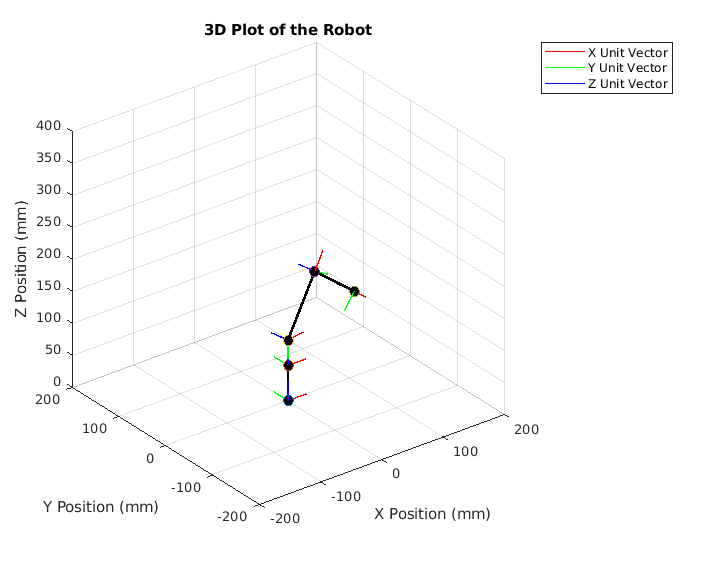 3D Plot of the Robot
X Unit Vector
Y Unit Vector
Z Unit Vector
400
350
300
250
200
150
100
50
0
Z Position (mm)
200
100
0
-100
-200
Y Position (mm)
-200
-100
0
100
200
X Position (mm)